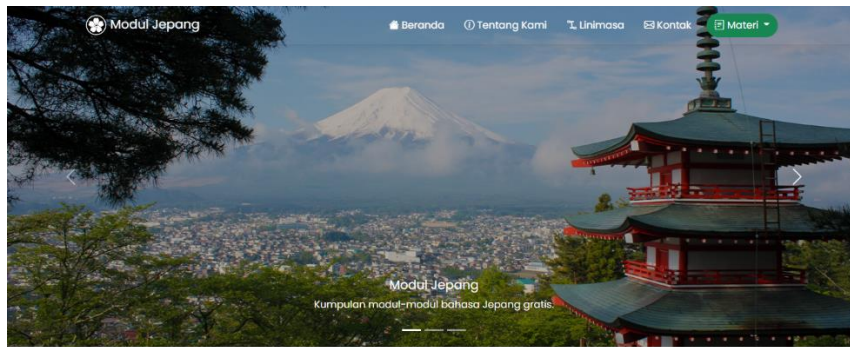 Modul Jepang
Beranda
Tentang Kami
Linimasa
Kontak
Materi
Modul Jepang
Kumpulan modul-modul bahasa Jepang gratis.